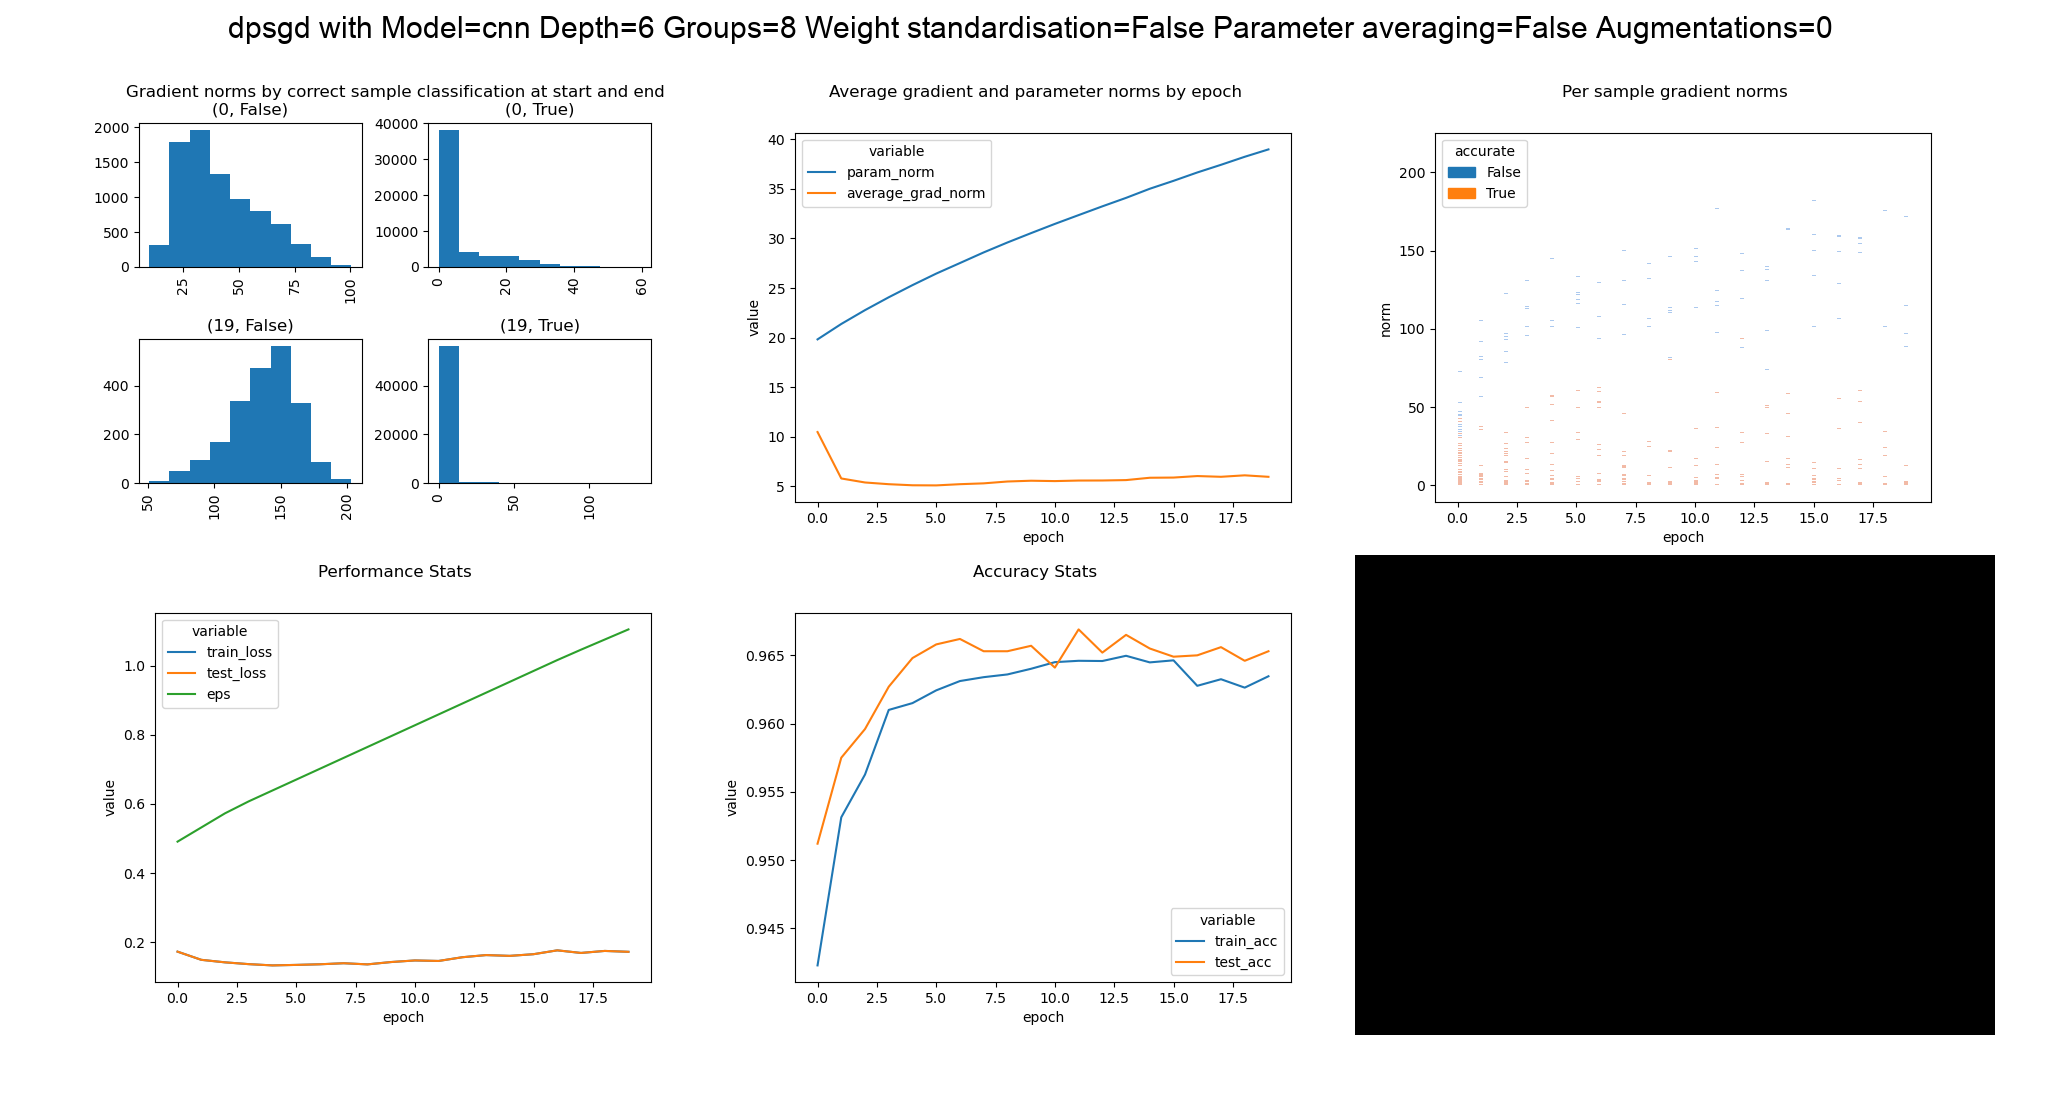 dpsgd with Model=cnn Depth=6 Groups=8 Weight standardisation=False Parameter averaging=False Augmentations=0
Gradient norms by correct sample classification at start and end
(0, False)
2000
1500
1000
500
0
25
50
75
100
(0, True)
40000
30000
20000
10000
0
0
20
40
60
(19, False)
400
200
0
50
100
150
200
(19, True)
40000
20000
0
0
50
100
Average gradient and parameter norms by epoch
variable
param_norm
average_grad_norm
value
40
35
30
25
20
15
10
5
0.0 2.5 5.0 7.5 10.0 12.5 15.0 17.5
epoch
Per sample gradient norms
accurate
False
True
norm
200
150
100
50
0
0.0 2.5 5.0 7.5 10.0 12.5 15.0 17.5
epoch
Performance Stats
variable
train_loss
test_loss
eps
value
1.0
0.8
0.6
0.4
0.2
0.0 2.5 5.0 7.5 10.0 12.5 15.0 17.5
epoch
Accuracy Stats
value
0.965
0.960
0.955
0.950
0.945
variable
train_acc
test_acc
0.0 2.5 5.0 7.5 10.0 12.5 15.0 17.5
epoch